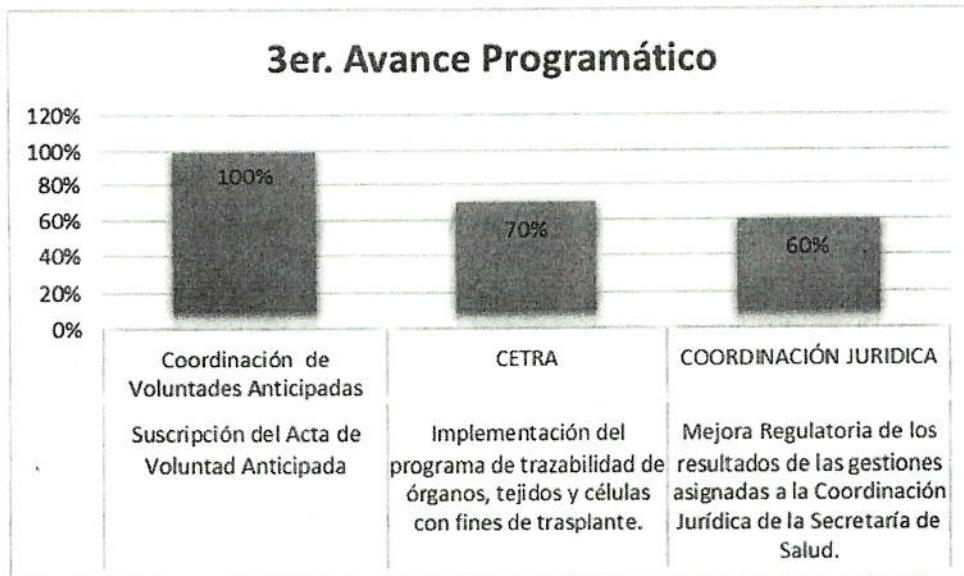 3er. Avance Programático
120%
100%
80%
60%
40%
20%
0%
100%
70%
60%
Coordinación de
Voluntades Anticipadas
CETRA
COORDINACIÓN JURIDICA
Suscripción del Acta de
Voluntad Anticipada
Implementación del
programa de trazabilidad de
órganos, tejidos y células
con fines de trasplante.
Mejora Regulatoria de los
resultados de las gestiones
asignadas a la Coordinación
Jurídica de la Secretaría de
Salud.